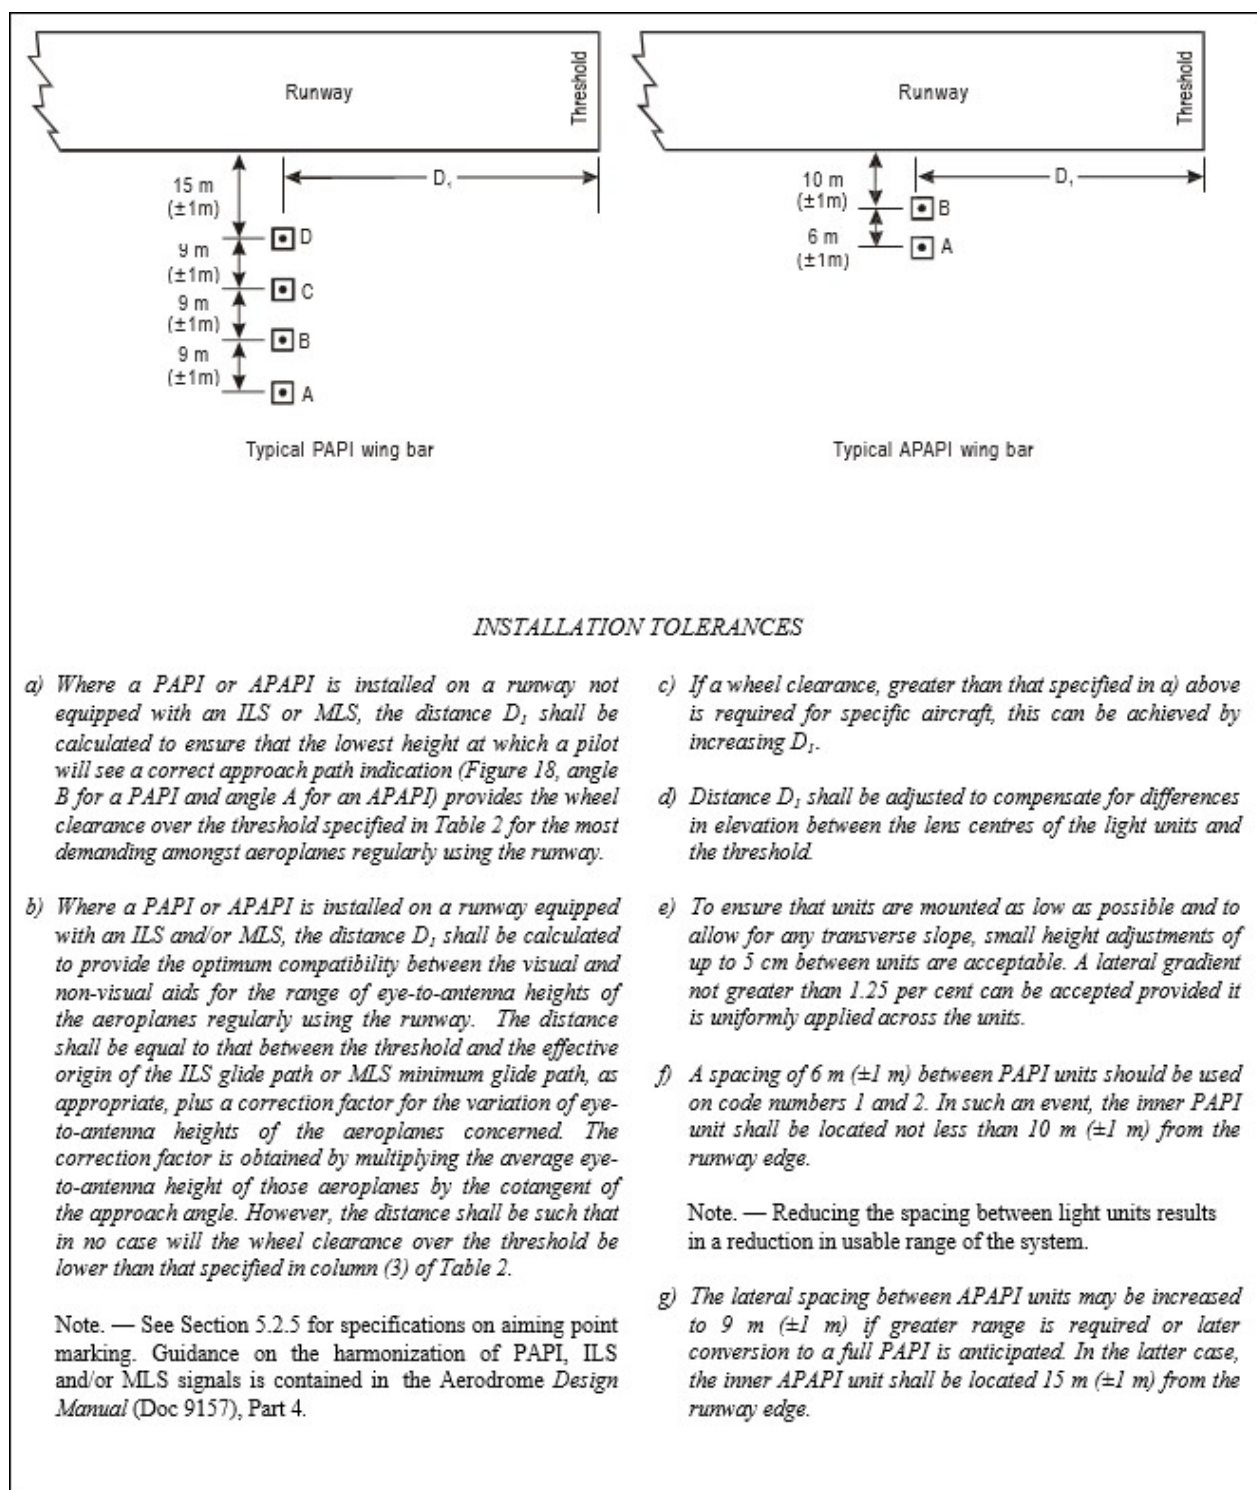 Runway
Threshold
15 m
(±1m)
D₁
D
9 m
(±1m)
C
9 m
(±1m)
B
9 m
(±1m)
A
Typical PAPI wing bar
Runway
Threshold
10 m
(±1m)
D₁
B
6 m
(±1m)
A
Typical APAPI wing bar
INSTALLATION TOLERANCES
a) Where a PAPI or APAPI is installed on a runway not
equipped with an ILS or MLS, the distance D₁ shall be
calculated to ensure that the lowest height at which a pilot
will see a correct approach path indication (Figure 18, angle
B for a PAPI and angle A for an APAPI) provides the wheel
clearance over the threshold specified in Table 2 for the most
demanding amongst aeroplanes regularly using the runway.
b) Where a PAPI or APAPI is installed on a runway equipped
with an ILS and/or MLS, the distance D₁ shall be calculated
to provide the optimum compatibility between the visual and
non-visual aids for the range of eye-to-antenna heights of
the aeroplanes regularly using the runway. The distance
shall be equal to that between the threshold and the effective
origin of the ILS glide path or MLS minimum glide path, as
appropriate, plus a correction factor for the variation of eye-
to-antenna heights of the aeroplanes concerned. The
correction factor is obtained by multiplying the average eye-
to-antenna height of those aeroplanes by the cotangent of
the approach angle. However, the distance shall be such that
in no case will the wheel clearance over the threshold be
lower than that specified in column (3) of Table 2.
Note. — See Section 5.2.5 for specifications on aiming point
marking. Guidance on the harmonization of PAPI, ILS
and/or MLS signals is contained in the Aerodrome Design
Manual (Doc 9157), Part 4.
c) If a wheel clearance, greater than that specified in a) above
is required for specific aircraft, this can be achieved by
increasing D₁.
d) Distance D₁ shall be adjusted to compensate for differences
in elevation between the lens centres of the light units and
the threshold.
e) To ensure that units are mounted as low as possible and to
allow for any transverse slope, small height adjustments of
up to 5 cm between units are acceptable. A lateral gradient
not greater than 1.25 per cent can be accepted provided it
is uniformly applied across the units.
f) A spacing of 6 m (±1 m) between PAPI units should be used
on code numbers 1 and 2. In such an event, the inner PAPI
unit shall be located not less than 10 m (±1 m) from the
runway edge.
Note. — Reducing the spacing between light units results
in a reduction in usable range of the system.
g) The lateral spacing between APAPI units may be increased
to 9 m (±1 m) if greater range is required or later
conversion to a full PAPI is anticipated. In the latter case,
the inner APAPI unit shall be located 15 m (±1 m) from the
runway edge.